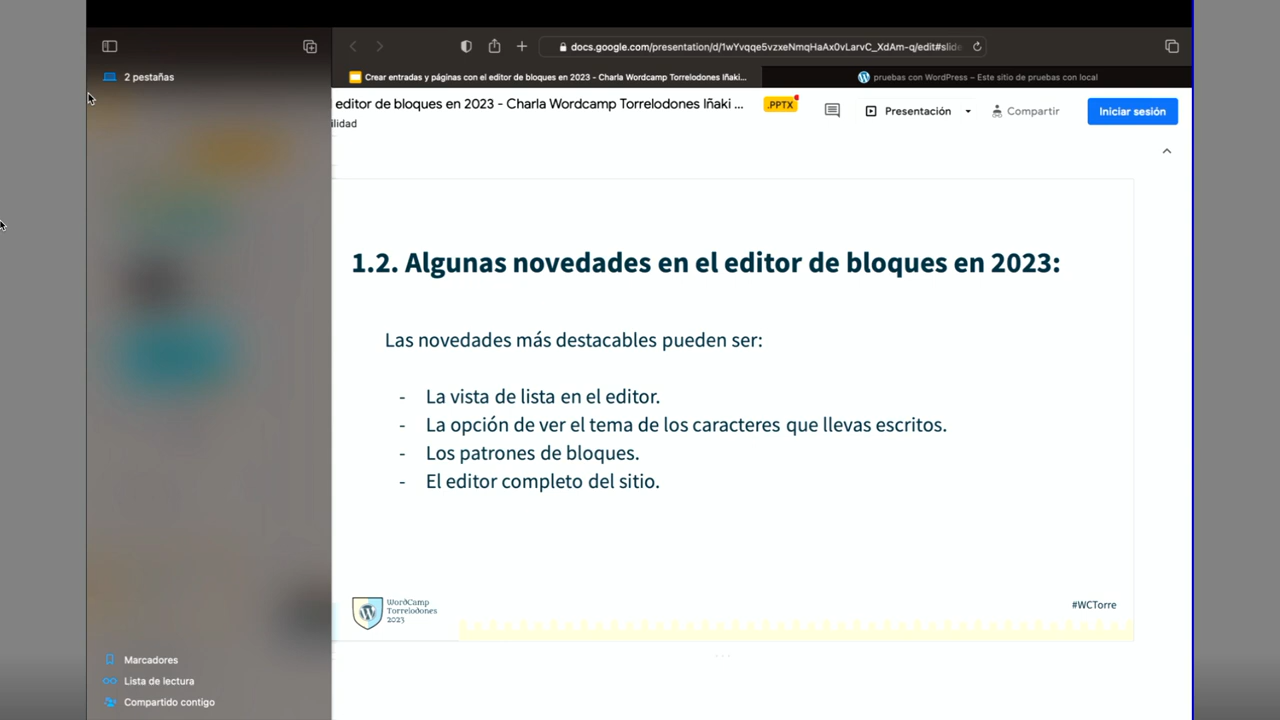 docs.google.com/presentation/d/1wYvqqe5vzxeNmqHaAx0vLarvC_XdAm-q/edit#slide
2 pestañas
Crear entradas y páginas con el editor de bloques en 2023 - Charla Wordcamp Torrelodones Iñaki...
pruebas con WordPress – Este sitio de pruebas con local
editor de bloques en 2023 - Charla Wordcamp Torrelodones Iñaki ...
.PPTX
Presentación
Compartir
Iniciar sesión
ilidad
1.2. Algunas novedades en el editor de bloques en 2023:
Las novedades más destacables pueden ser:
- La vista de lista en el editor.
- La opción de ver el tema de los caracteres que llevas escritos.
- Los patrones de bloques.
- El editor completo del sitio.
WordCamp
Torrelodones
2023
#WCTorre
Marcadores
Lista de lectura
Compartido contigo